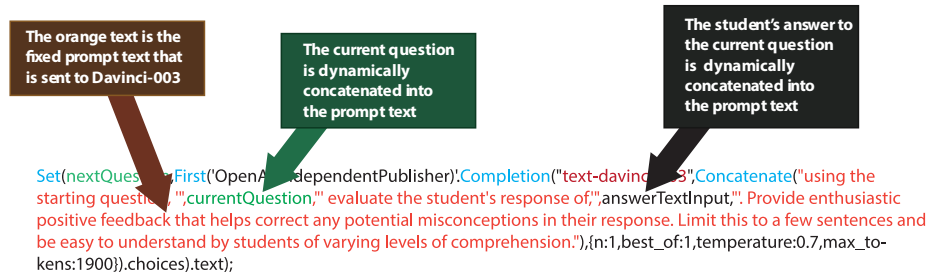 The orange text is the
fixed prompt text that
is sent to Davinci-003
The current question
is dynamically
concatenated into
the prompt text
The student's answer to
the current question
is dynamically
concatenated into
the prompt text
Set(nextQues ,First('OpenA ndependentPublisher)'.Completion("text-davin 3",Concatenate("using the
starting quest , '",currentQuestion,"' evaluate the student's response of,'",answerTextInput,"'. Provide enthusiastic
positive feedback that helps correct any potential misconceptions in their response. Limit this to a few sentences and
be easy to understand by students of varying levels of comprehension."),{n:1,best_of:1,temperature:0.7,max_to-
kens:1900}).choices).text);